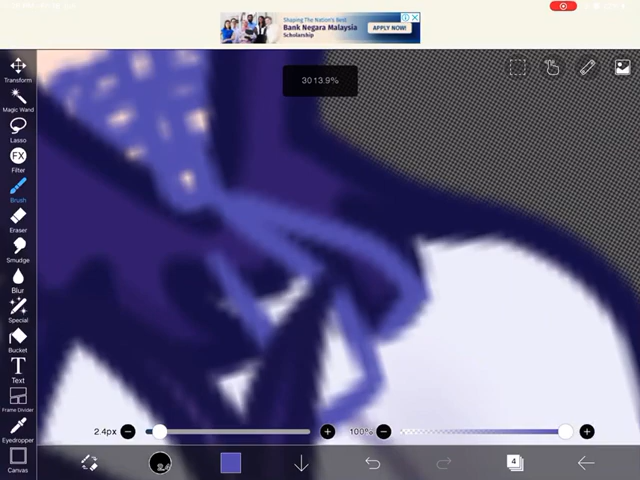 Shaping The Nation's Best
Bank Negara Malaysia
Scholarship
APPLY NOW!
3013.9%
Transform
Magic Wand
Lasso
FX
Filter
Brush
Eraser
Smudge
Blur
Special
Bucket
T
Text
Frame Divider
Eyedropper
Canvas
2.4px
100%
2.4
4